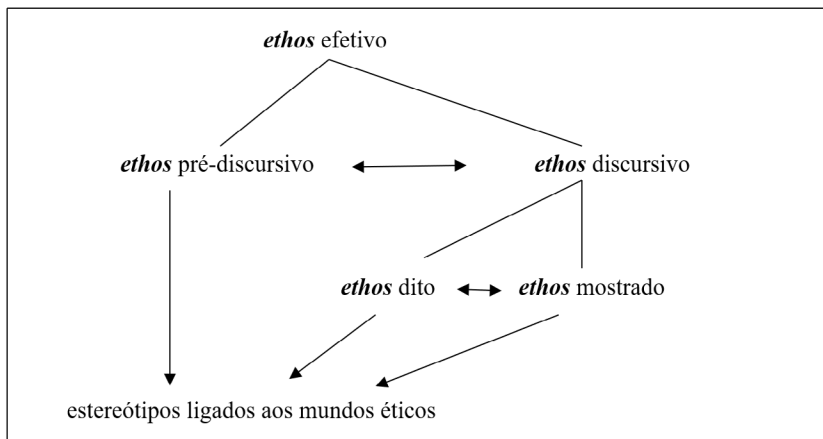 ethos efetivo
ethos pré-discursivo
ethos discursivo
ethos dito
ethos mostrado
estereótipos ligados aos mundos éticos